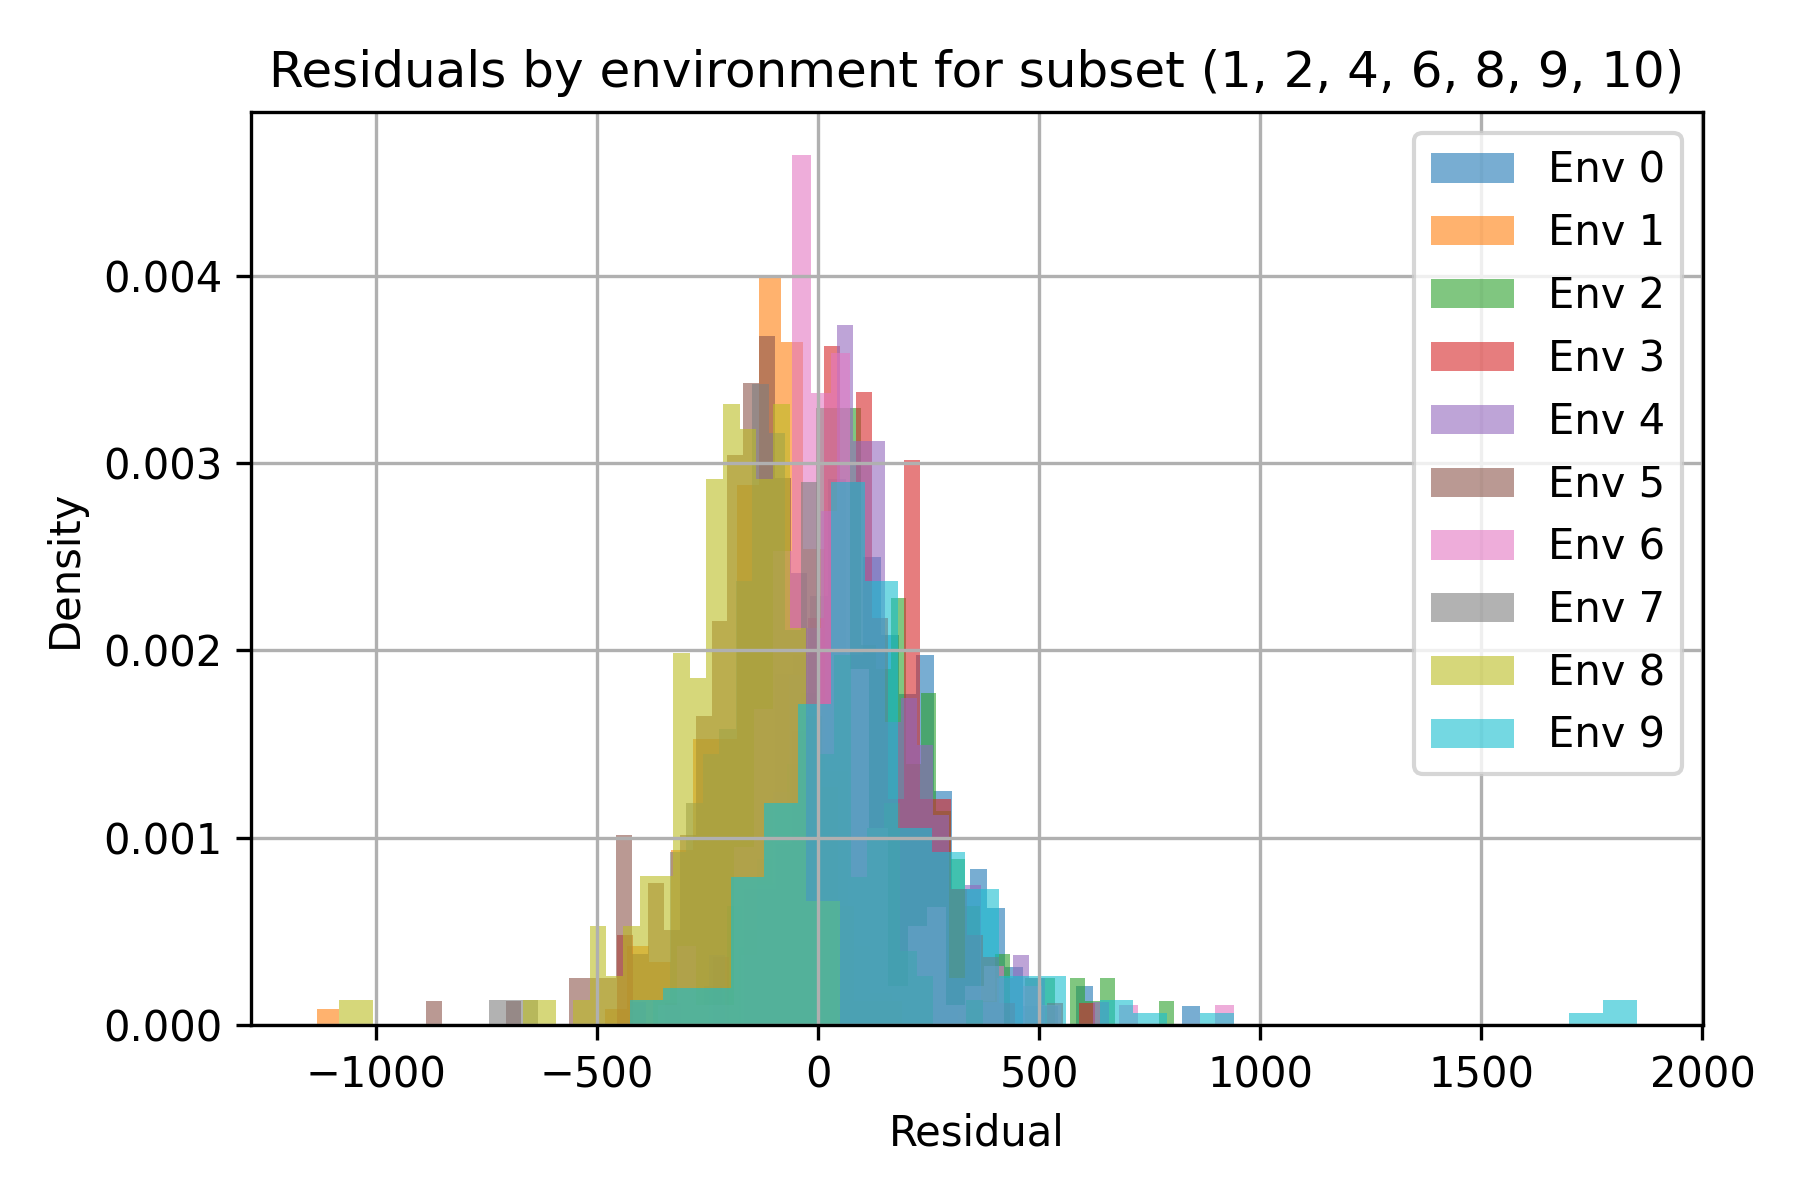 Residuals by environment for subset (1, 2, 4, 6, 8, 9, 10)
Env 0
Env 1
Env 2
Env 3
Env 4
Env 5
Env 6
Env 7
Env 8
Env 9
Density
0.004
0.003
0.002
0.001
0.000
−1000 −500 0 500 1000 1500 2000
Residual